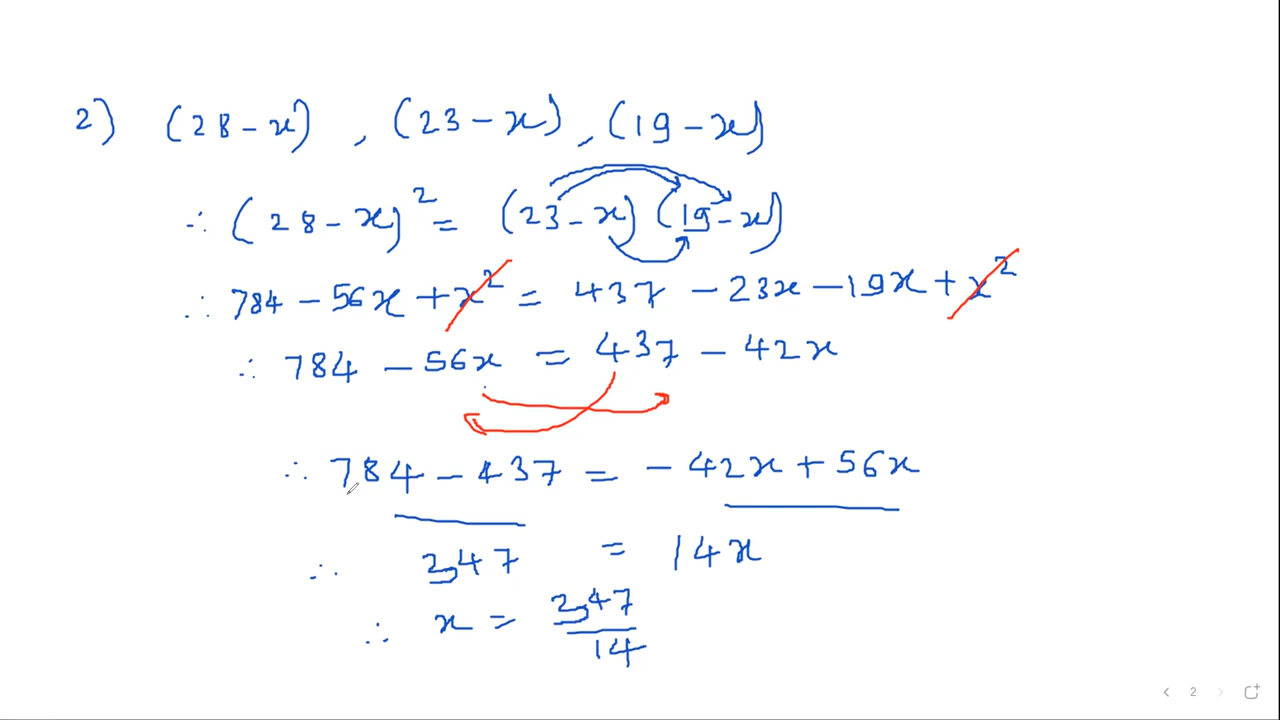 2) (28 - x) , (23 - x) , (19 - x)
∴ (28 - x)² = (23 - x) (19 - x)
∴ 784 - 56x + x² = 437 - 23x - 19x + x²
∴ 784 - 56x = 437 - 42x
∴ 784 - 437 = - 42x + 56x
∴ 347 = 14x
∴ x = 347/14
2